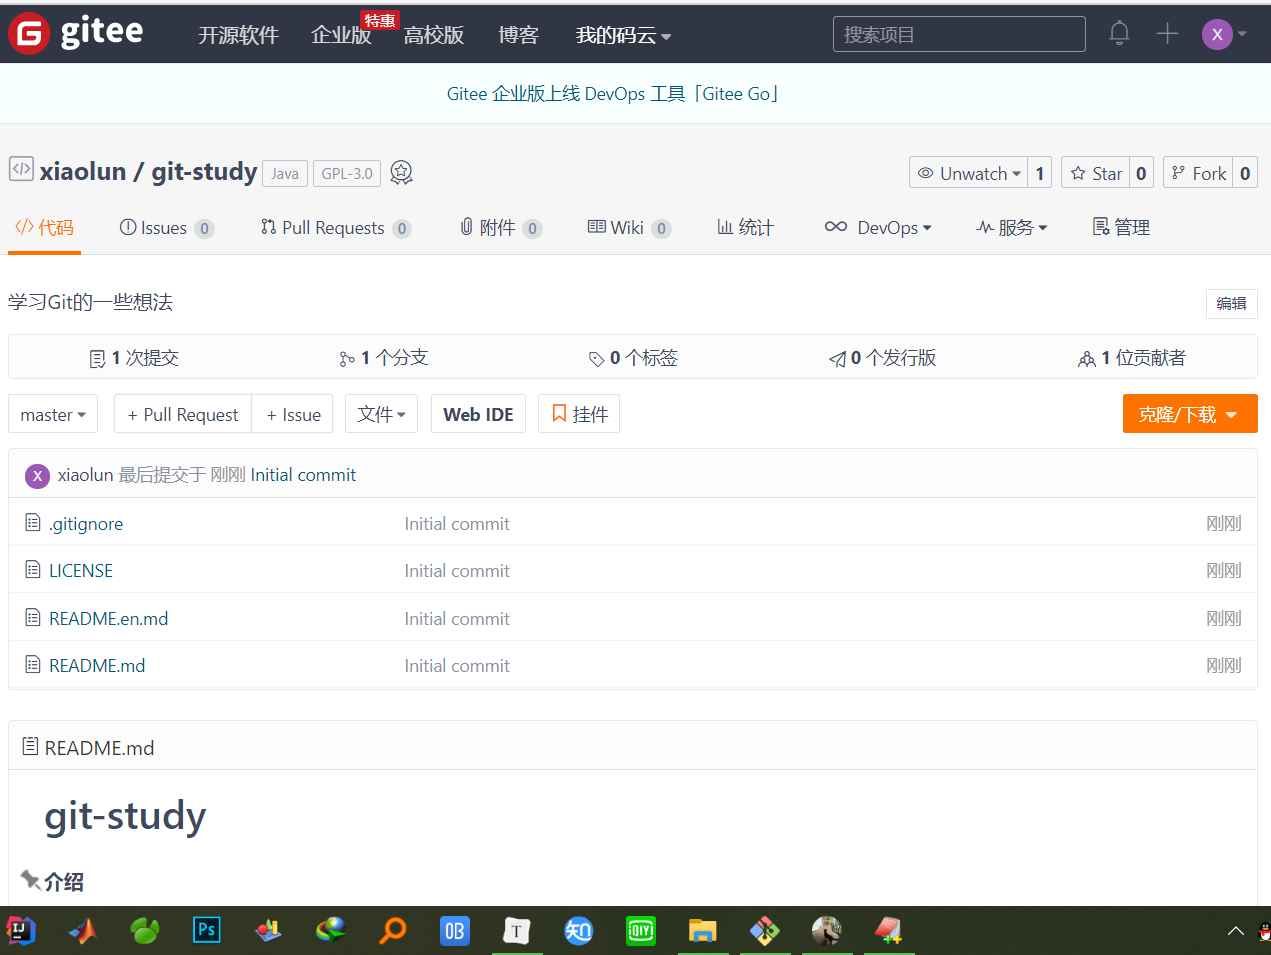 gitee 开源软件 企业版 特惠 高校版 博客 我的码云 搜索项目 X
Gitee 企业版上线 DevOps 工具「Gitee Go」
xiaolun / git-study Java GPL-3.0 Unwatch 1 Star 0 Fork 0
代码 Issues 0 Pull Requests 0 附件 0 Wiki 0 统计 DevOps 服务 管理
学习Git的一些想法 编辑
1 次提交 1 个分支 0 个标签 0 个发行版 1 位贡献者
master + Pull Request + Issue 文件 Web IDE 挂件 克隆/下载
X xiaolun 最后提交于 刚刚 Initial commit
.gitignore Initial commit 刚刚
LICENSE Initial commit 刚刚
README.en.md Initial commit 刚刚
README.md Initial commit 刚刚
README.md
git-study
介绍
IJ Ps OB T 知 QIY